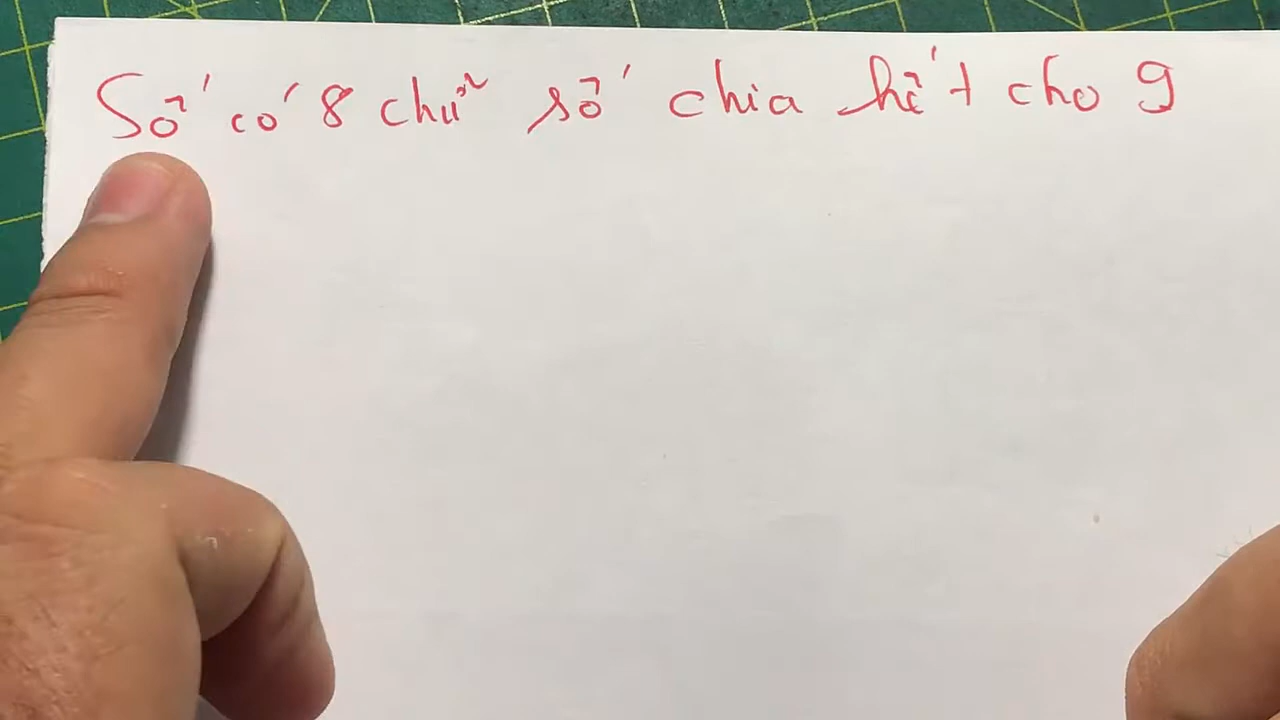 Số có 8 chữ số chia hết cho 9